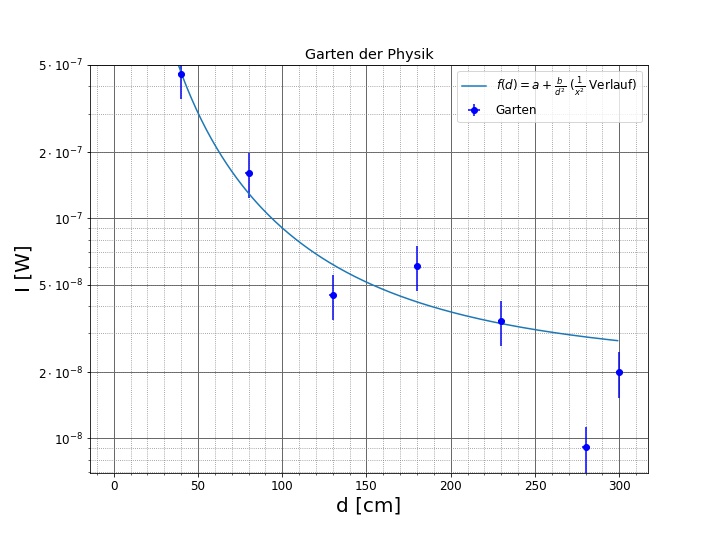 Garten der Physik
f(d) = a + b/d² (1/x² Verlauf)
Garten
I [W]
5·10⁻⁷
2·10⁻⁷
10⁻⁷
5·10⁻⁸
2·10⁻⁸
10⁻⁸
0 50 100 150 200 250 300
d [cm]